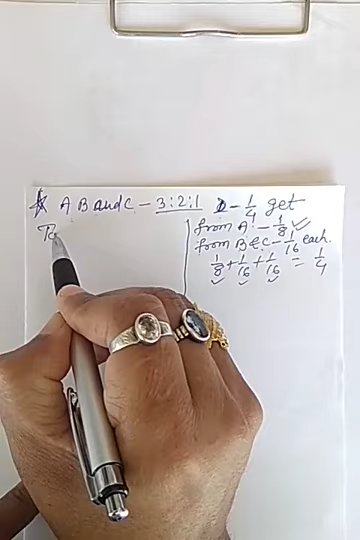 A B and C - 3:2:1 D - 1/4 get
from A - 1/8 ✓
from B & C - 1/16 each.
1/8 + 1/16 + 1/16 = 1/4
To